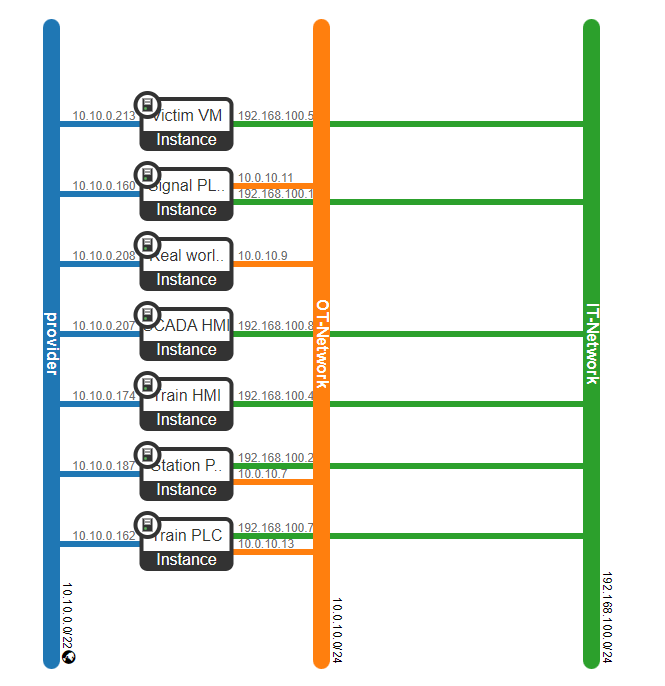 10.10.0.213
Victim VM
192.168.100.5
Instance
10.10.0.160
Signal PL..
10.0.10.11
192.168.100.1
Instance
10.10.0.208
Real worl..
10.0.10.9
Instance
10.10.0.207
SCADA HMI
192.168.100.8
Instance
10.10.0.174
Train HMI
192.168.100.4
Instance
10.10.0.187
Station P..
192.168.100.2
10.0.10.7
Instance
10.10.0.162
Train PLC
192.168.100.7
10.0.10.13
Instance
provider
OT-Network
IT-Network
10.10.0.0/22
10.0.10.0/24
192.168.100.0/24